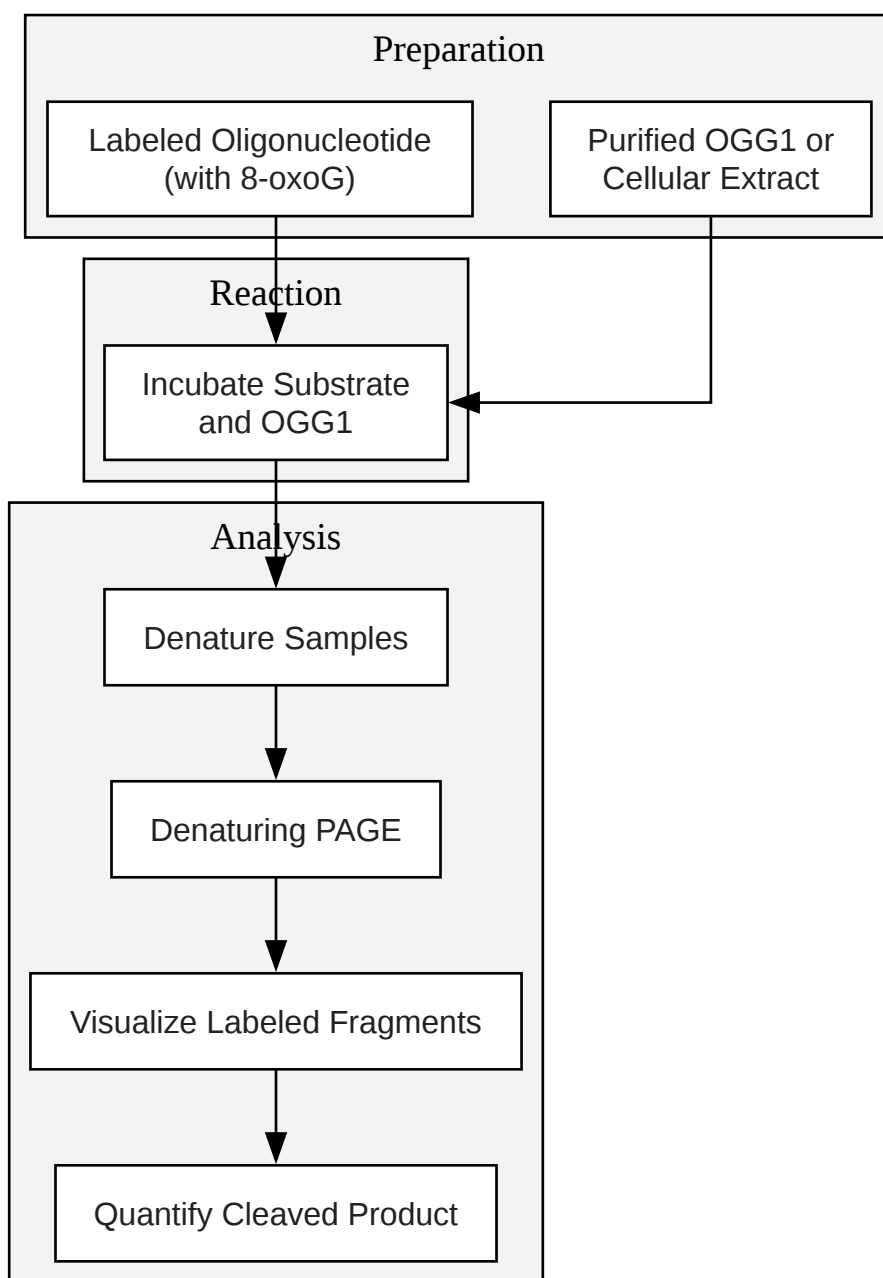 Preparation
Labeled Oligonucleotide
(with 8-oxoG)
Purified OGG1 or
Cellular Extract
Reaction
Incubate Substrate
and OGG1
Analysis
Denature Samples
Denaturing PAGE
Visualize Labeled Fragments
Quantify Cleaved Product